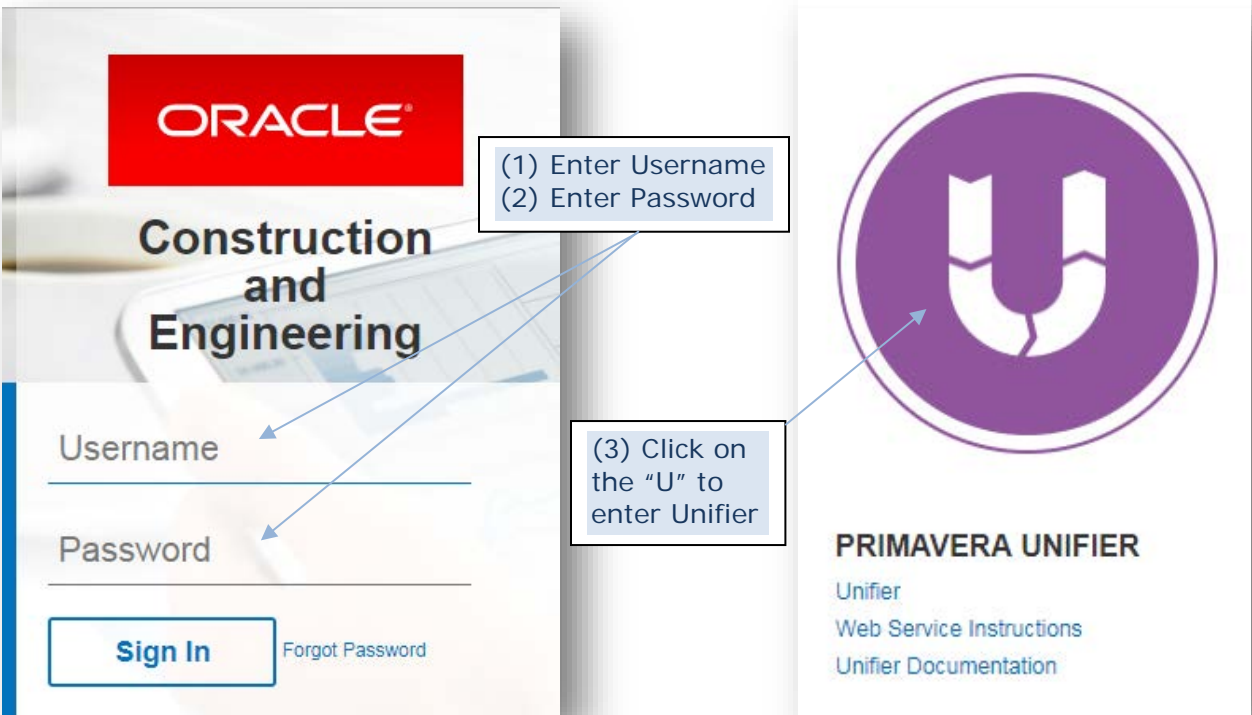 ORACLE®
Construction
and
Engineering
Username
Password
Sign In
Forgot Password
(1) Enter Username
(2) Enter Password
(3) Click on
the “U” to
enter Unifier
U
PRIMAVERA UNIFIER
Unifier
Web Service Instructions
Unifier Documentation